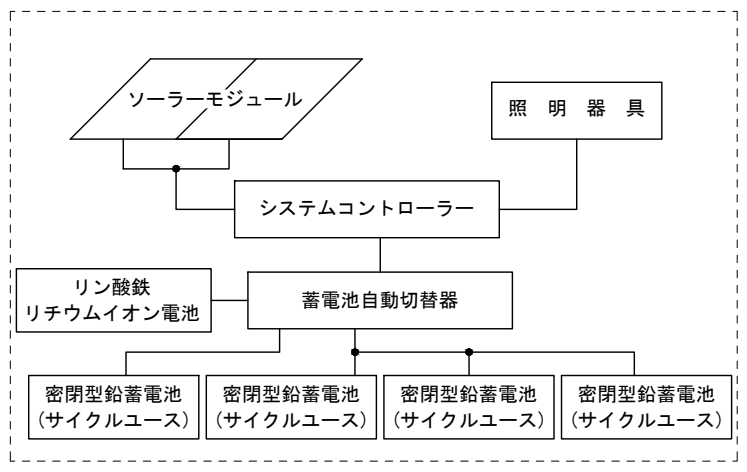 ソーラーモジュール
照 明 器 具
システムコントローラー
リン酸鉄
リチウムイオン電池
蓄電池自動切替器
密閉型鉛蓄電池
(サイクルユース)
密閉型鉛蓄電池
(サイクルユース)
密閉型鉛蓄電池
(サイクルユース)
密閉型鉛蓄電池
(サイクルユース)